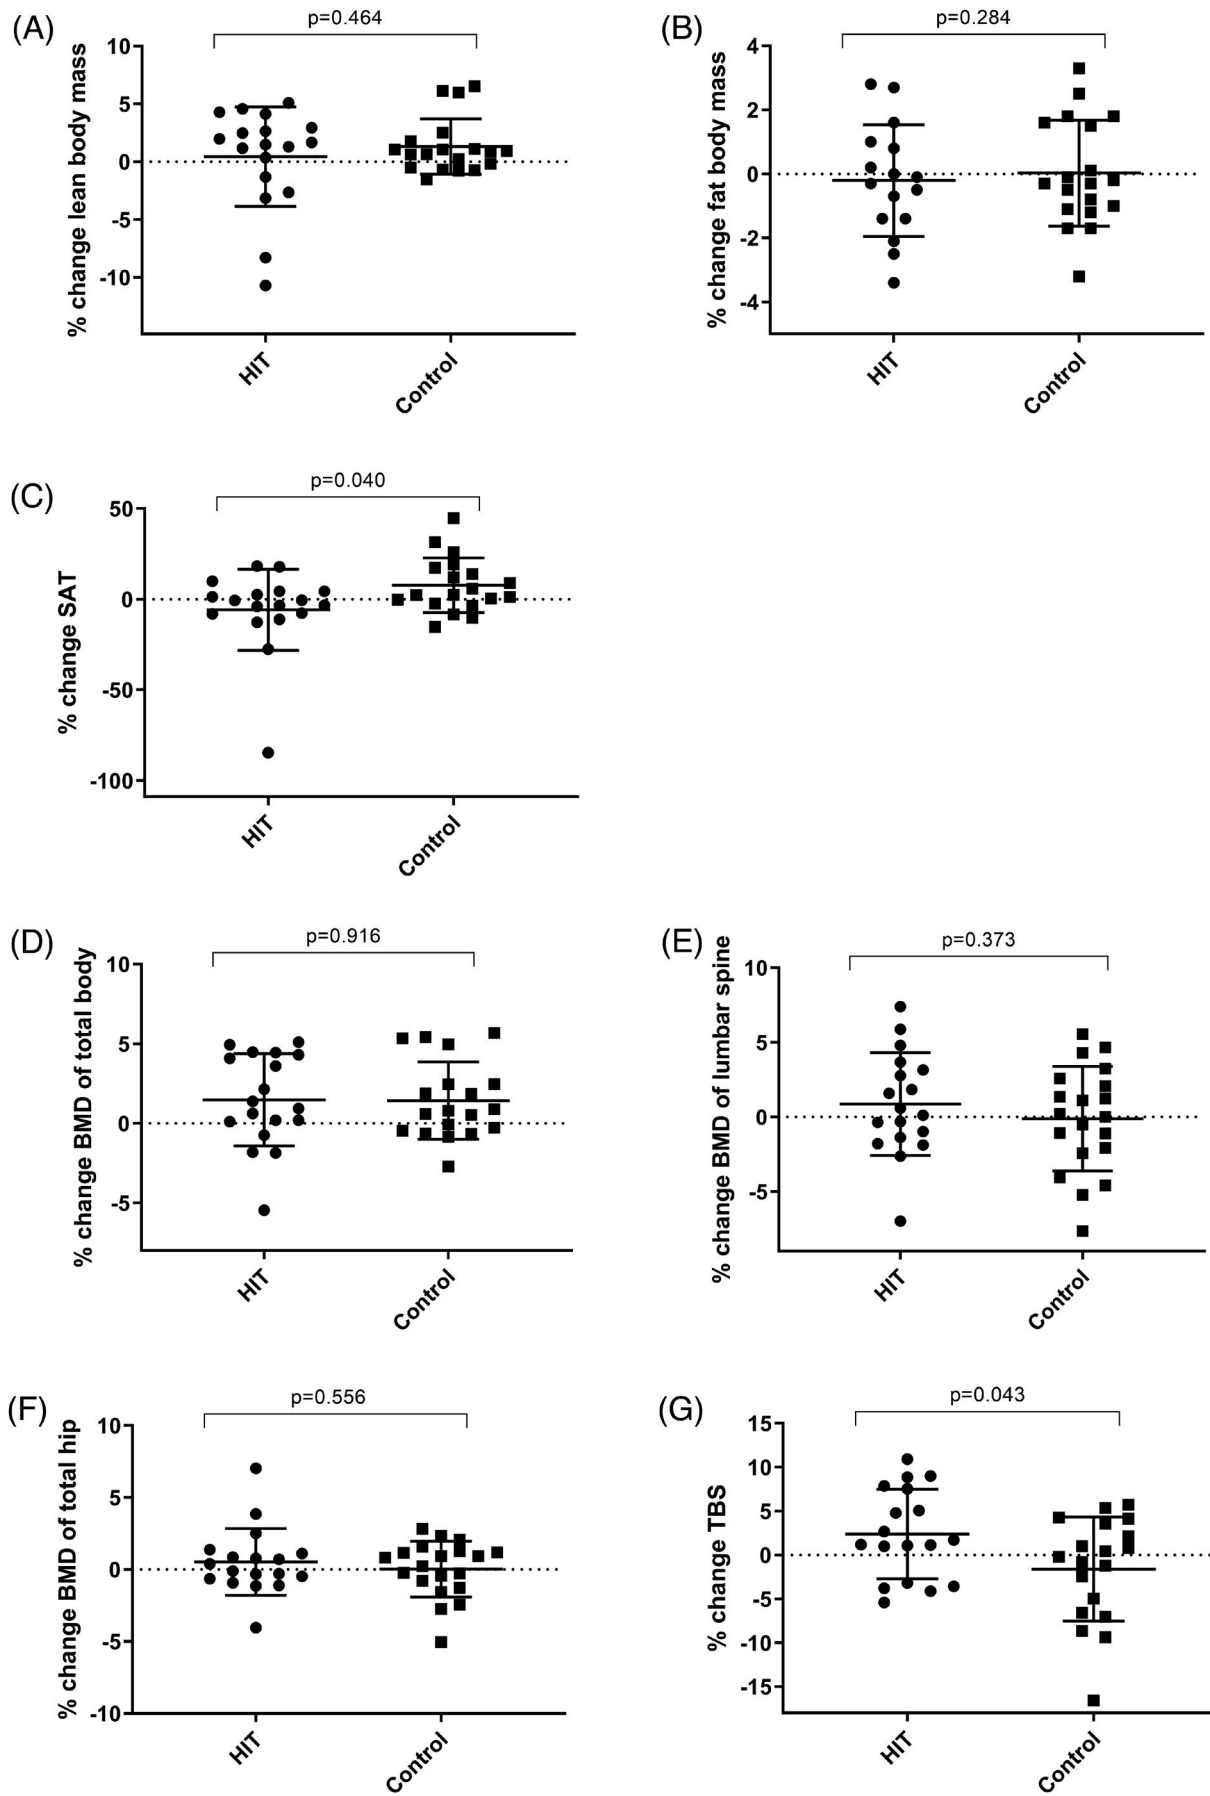 (A)
p=0.464
% change lean body mass
10
5
0
-5
-10
HIT
Control
(B)
p=0.284
% change fat body mass
4
2
0
-2
-4
HIT
Control
(C)
p=0.040
% change SAT
50
0
-50
-100
HIT
Control
(D)
p=0.916
% change BMD of total body
10
5
0
-5
HIT
Control
(E)
p=0.373
% change BMD of lumbar spine
10
5
0
-5
HIT
Control
(F)
p=0.556
% change BMD of total hip
10
5
0
-5
-10
HIT
Control
(G)
p=0.043
% change TBS
15
10
5
0
-5
-10
-15
HIT
Control